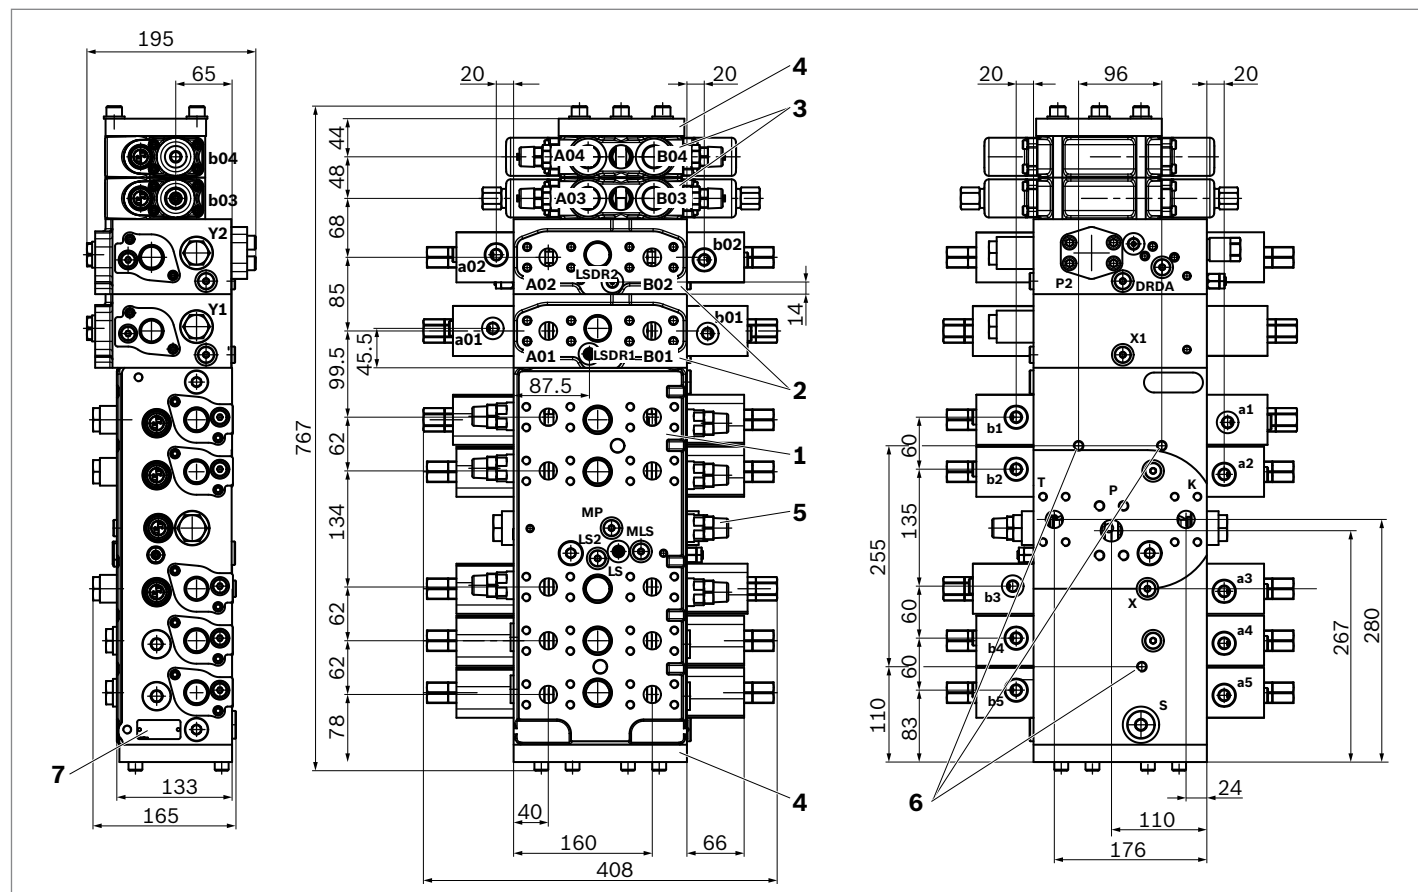 195
65
b04
b03
Y2
Y1
7
133
165
20
20
4
3
44
48
68
85
99.5
45.5
62
134
62
62
78
767
A04
B04
A03
B03
a02
b02
LSDR2
A02
B02
14
a01
b01
A01
LSDR1
B01
87.5
2
1
5
MP
LS2
MLS
LS
4
40
160
66
408
20
96
20
P2
DRDA
X1
b1
a1
60
b2
a2
T
P
K
135
255
b3
a3
X
60
b4
a4
60
b5
a5
110
83
S
267
280
6
24
110
176